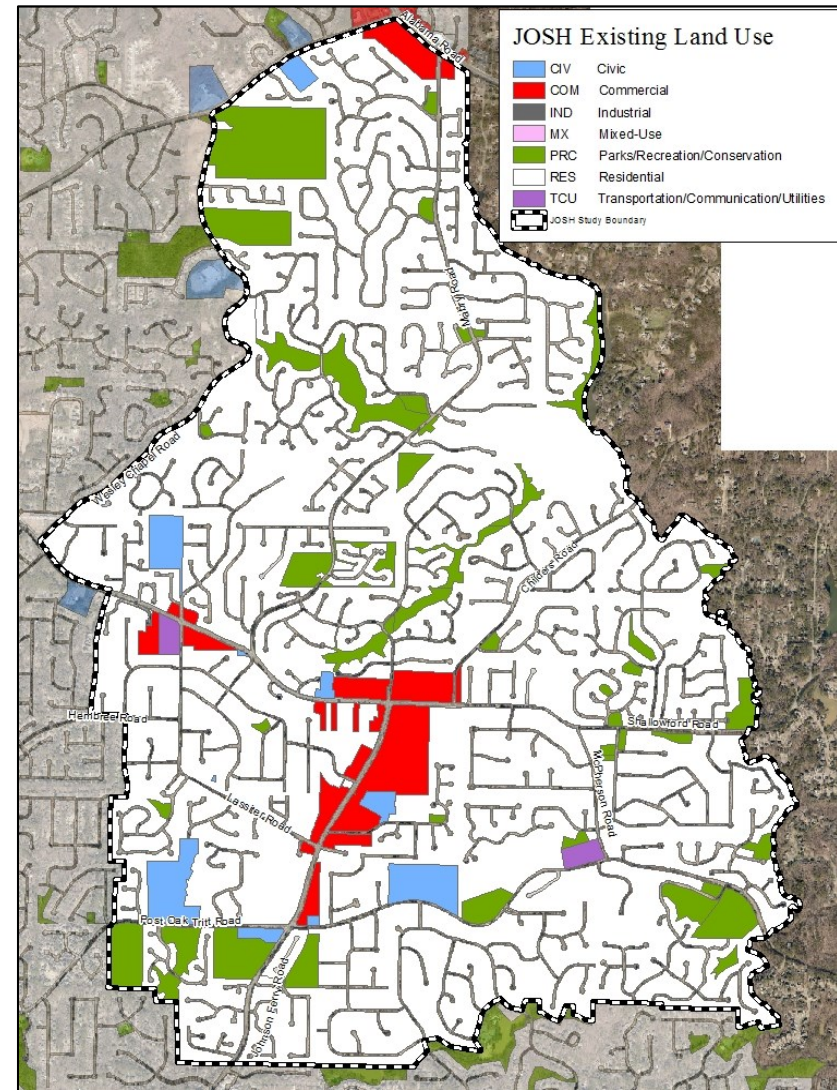 JOSH Existing Land Use
CIV Civic
COM Commercial
IND Industrial
MX Mixed-Use
PRC Parks/Recreation/Conservation
RES Residential
TCU Transportation/Communication/Utilities
JOSH Study Boundary
Alabama Road
Mabry Road
Wesley Chapel Road
Childers Road
Hembree Road
Shallowford Road
McPherson Road
Lassiter Road
Post Oak Tritt Road
Johnson Ferry Road